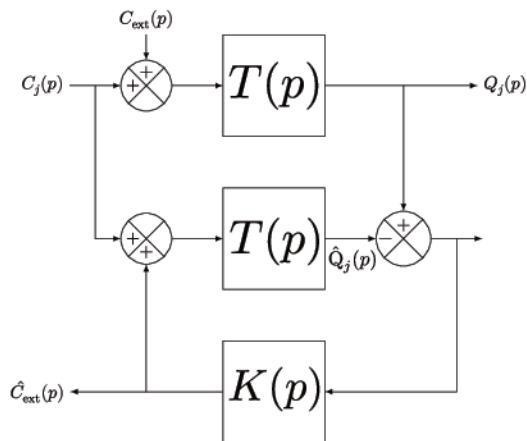 C_ext(p)
C_j(p)
+
+
T(p)
Q_j(p)
+
+
T(p)
+
−
Q̂_j(p)
Ĉ_ext(p)
K(p)